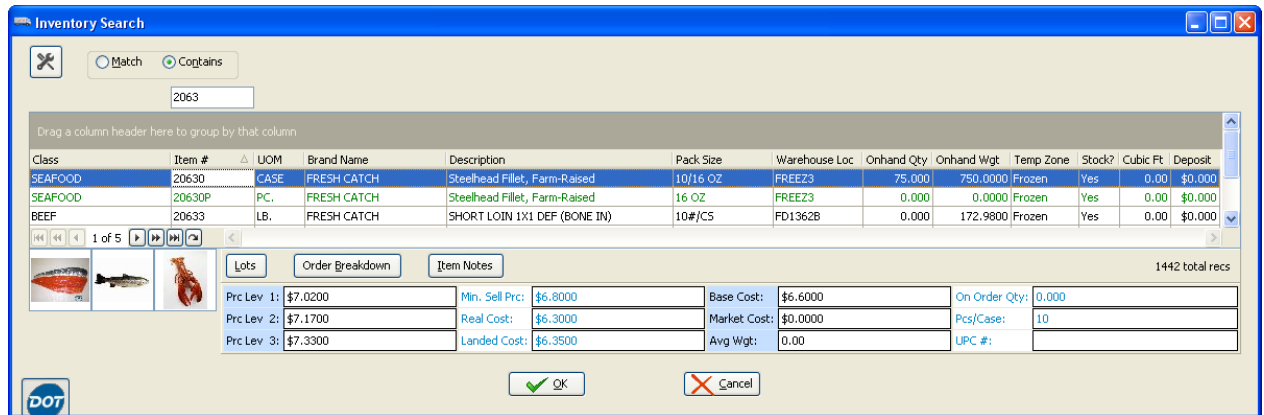 Inventory Search
Match Contains
2063
Drag a column header here to group by that column
Class Item # UOM Brand Name Description Pack Size Warehouse Loc Onhand Qty Onhand Wgt Temp Zone Stock? Cubic Ft Deposit
SEAFOOD 20630 CASE FRESH CATCH Steelhead Fillet, Farm-Raised 10/16 OZ FREEZ3 75.000 750.0000 Frozen Yes 0.00 $0.000
SEAFOOD 20630P PC. FRESH CATCH Steelhead Fillet, Farm-Raised 16 OZ FREEZ3 0.000 0.0000 Frozen Yes 0.00 $0.000
BEEF 20633 LB. FRESH CATCH SHORT LOIN 1X1 DEF (BONE IN) 10#/CS FD1362B 0.000 172.9800 Frozen Yes 0.00 $0.000
1 of 5
Lots Order Breakdown Item Notes 1442 total recs
Prc Lev 1: $7.0200 Min. Sell Prc: $6.8000 Base Cost: $6.6000 On Order Qty: 0.000
Prc Lev 2: $7.1700 Real Cost: $6.3000 Market Cost: $0.0000 Pcs/Case: 10
Prc Lev 3: $7.3300 Landed Cost: $6.3500 Avg Wgt: 0.00 UPC #:
OK Cancel
DOT